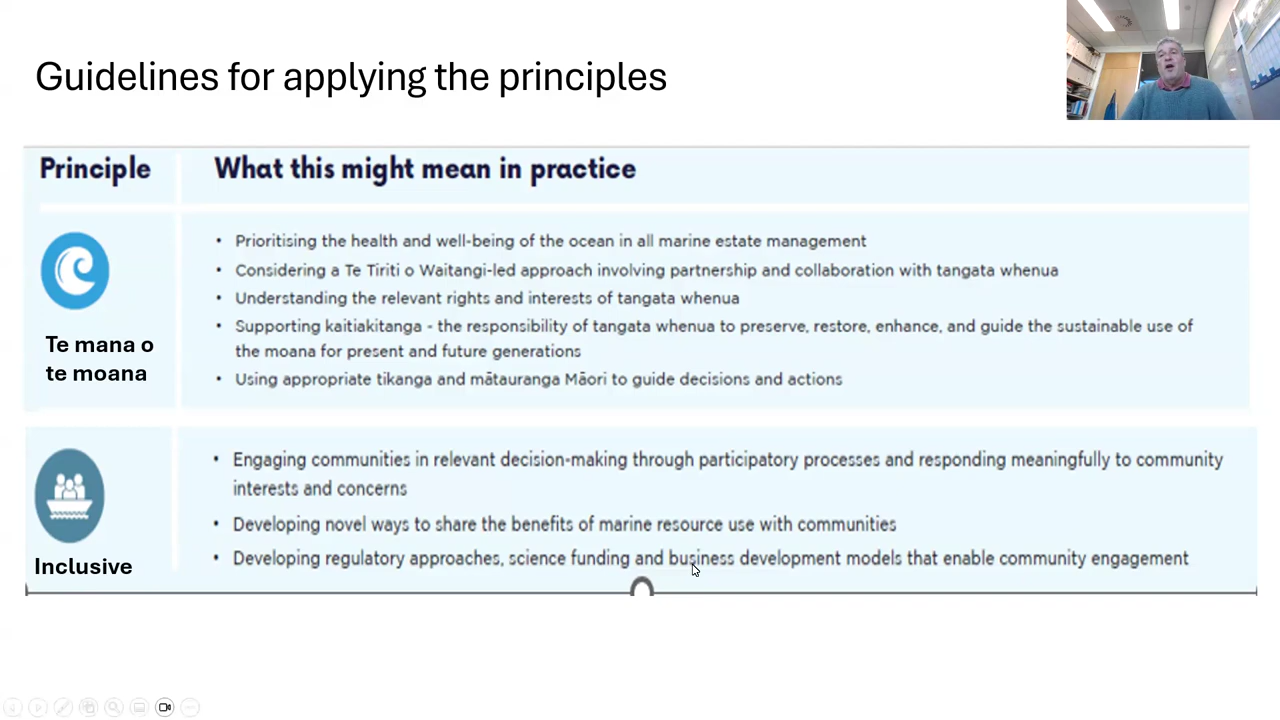 Guidelines for applying the principles
Principle
What this might mean in practice
Te mana o
te moana
• Prioritising the health and well-being of the ocean in all marine estate management
• Considering a Te Tiriti o Waitangi-led approach involving partnership and collaboration with tangata whenua
• Understanding the relevant rights and interests of tangata whenua
• Supporting kaitiakitanga - the responsibility of tangata whenua to preserve, restore, enhance, and guide the sustainable use of
the moana for present and future generations
• Using appropriate tikanga and mātauranga Māori to guide decisions and actions
Inclusive
• Engaging communities in relevant decision-making through participatory processes and responding meaningfully to community
interests and concerns
• Developing novel ways to share the benefits of marine resource use with communities
• Developing regulatory approaches, science funding and business development models that enable community engagement